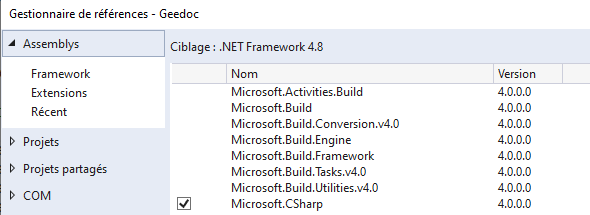 Gestionnaire de références - Geedoc
Assemblys
Framework
Extensions
Récent
Projets
Projets partagés
COM
Ciblage : .NET Framework 4.8
Nom Version
Microsoft.Activities.Build 4.0.0.0
Microsoft.Build 4.0.0.0
Microsoft.Build.Conversion.v4.0 4.0.0.0
Microsoft.Build.Engine 4.0.0.0
Microsoft.Build.Framework 4.0.0.0
Microsoft.Build.Tasks.v4.0 4.0.0.0
Microsoft.Build.Utilities.v4.0 4.0.0.0
Microsoft.CSharp 4.0.0.0